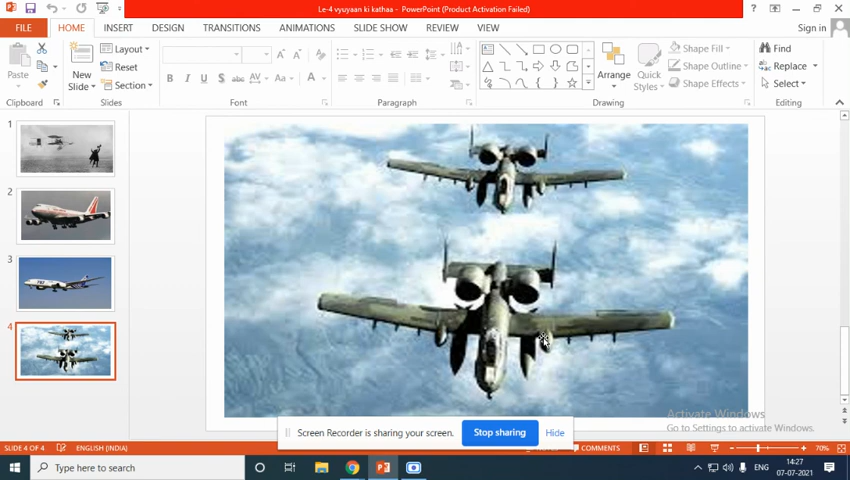 Le-4 vyuyaan ki kathaa - PowerPoint (Product Activation Failed)
FILE HOME INSERT DESIGN TRANSITIONS ANIMATIONS SLIDE SHOW REVIEW VIEW Sign in
Paste New Slide Layout Reset Section
B I U S abc AV Aa A
Arrange Quick Styles Shape Fill Shape Outline Shape Effects
Find Replace Select
Clipboard Slides Font Paragraph Drawing Editing
1
2
3
4
Activate Windows
Go to Settings to activate Windows.
Screen Recorder is sharing your screen. Stop sharing Hide
SLIDE 4 OF 4 ENGLISH (INDIA) COMMENTS 70%
Type here to search ENG 14:27
07-07-2021